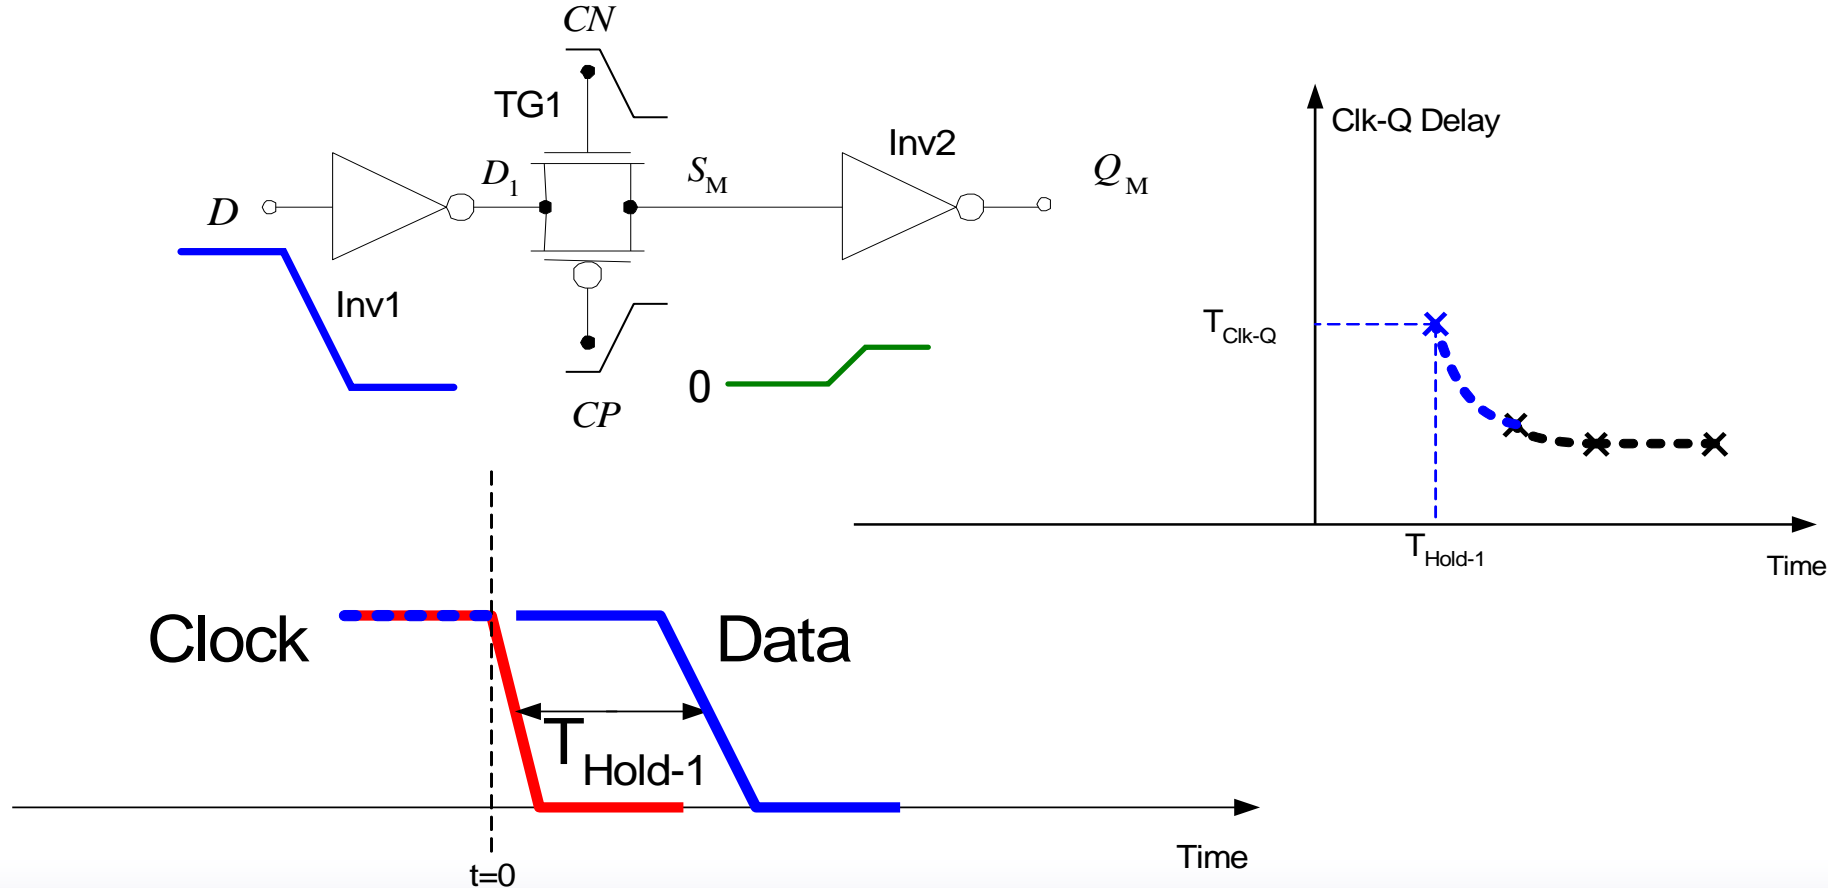 CN
TG1
Clk-Q Delay
Inv2
D1
SM
QM
D
Inv1
TClk-Q
0
CP
THold-1
Time
Clock
Data
THold-1
Time
t=0